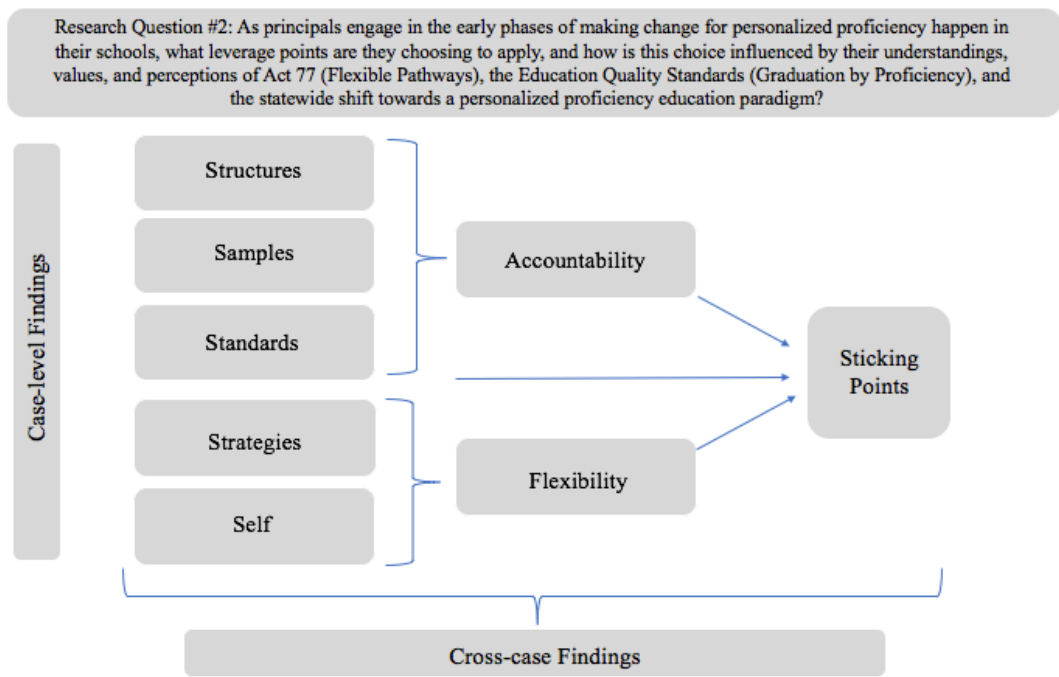 Research Question #2: As principals engage in the early phases of making change for personalized proficiency happen in
their schools, what leverage points are they choosing to apply, and how is this choice influenced by their understandings,
values, and perceptions of Act 77 (Flexible Pathways), the Education Quality Standards (Graduation by Proficiency), and
the statewide shift towards a personalized proficiency education paradigm?
Case-level Findings
Structures
Samples
Standards
Strategies
Self
Accountability
Flexibility
Sticking
Points
Cross-case Findings